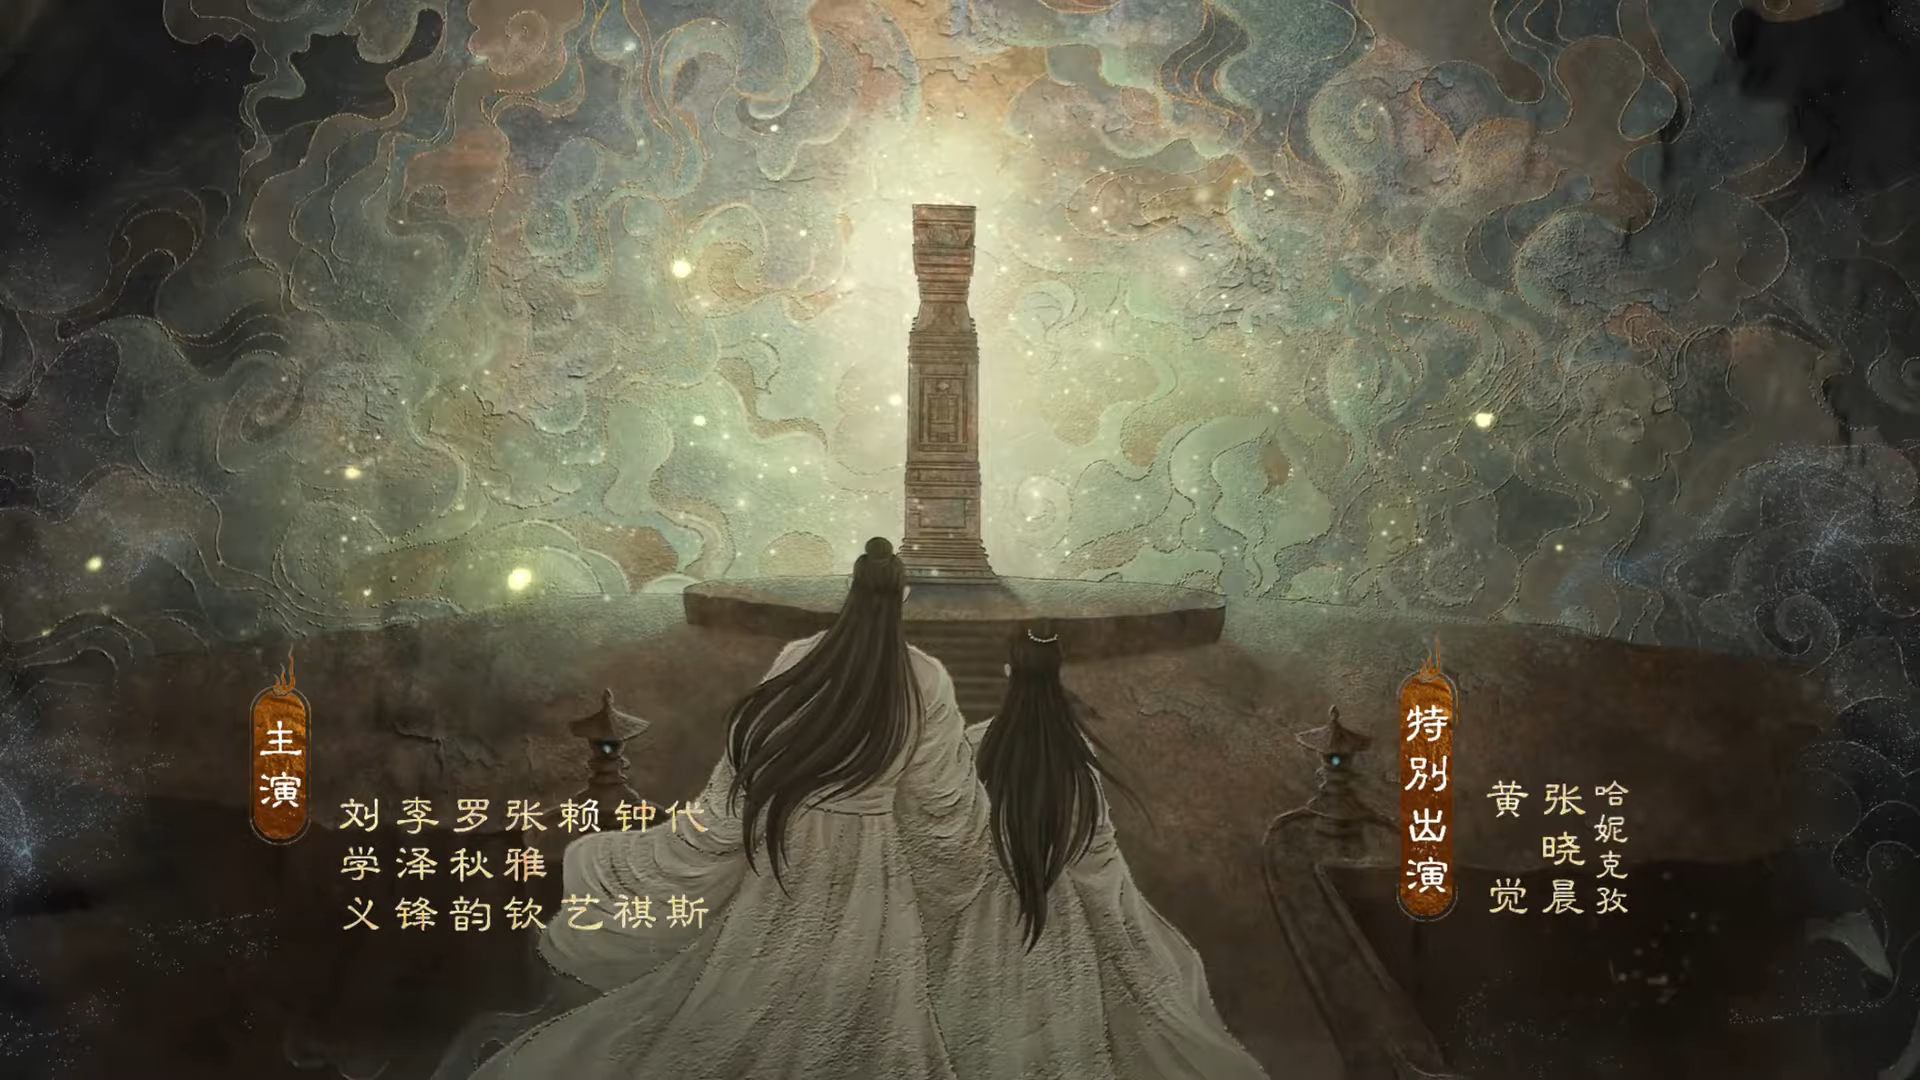 主演
刘学义
李泽锋
罗秋韵
张雅钦
赖艺
钟祺
代斯
特别出演
黄觉
张晓晨
哈妮克孜